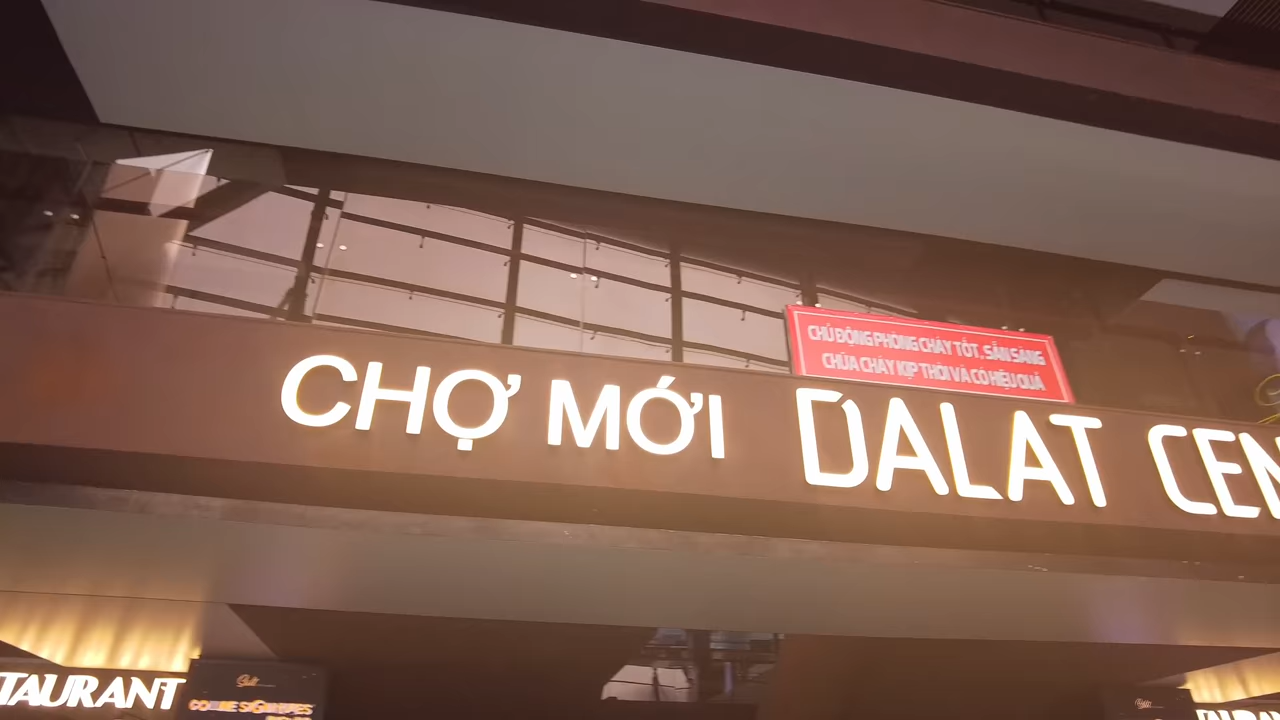 CHỦ ĐỘNG PHÒNG CHÁY TỐT, SẴN SÀNG
CHỮA CHÁY KỊP THỜI VÀ CÓ HIỆU QUẢ
CHỢ MỚI DALAT CEN
TAURANT